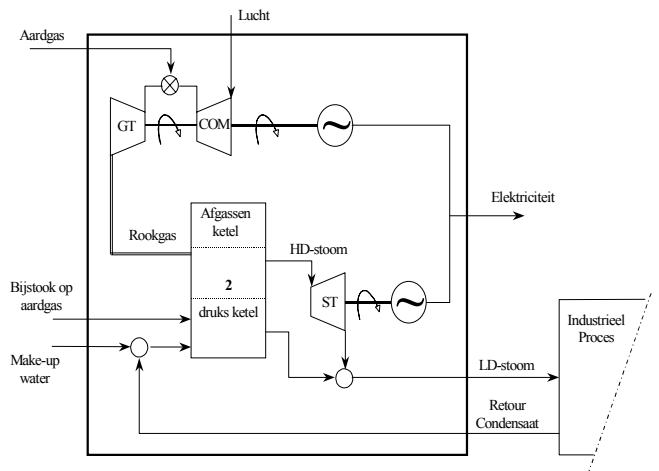 Lucht
Aardgas
GT
COM
~
Elektriciteit
Afgassen
ketel
Rookgas
HD-stoom
2
druks ketel
ST
~
Bijstook op
aardgas
Industrieel
Proces
Make-up
water
LD-stoom
Retour
Condensaat